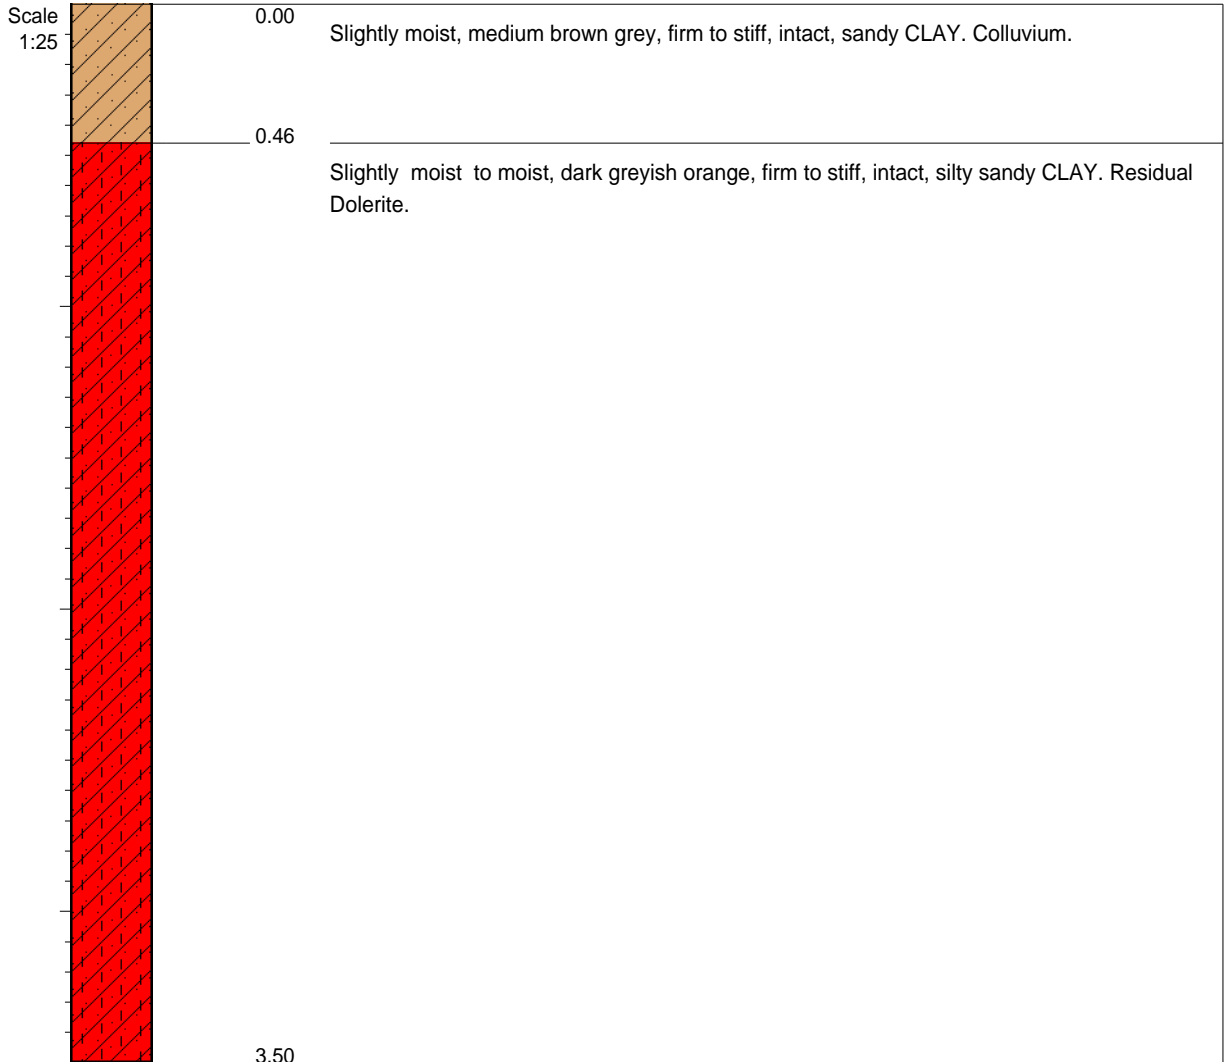 Scale
1:25
0.00
Slightly moist, medium brown grey, firm to stiff, intact, sandy CLAY. Colluvium.
0.46
Slightly moist to moist, dark greyish orange, firm to stiff, intact, silty sandy CLAY. Residual
Dolerite.
3.50